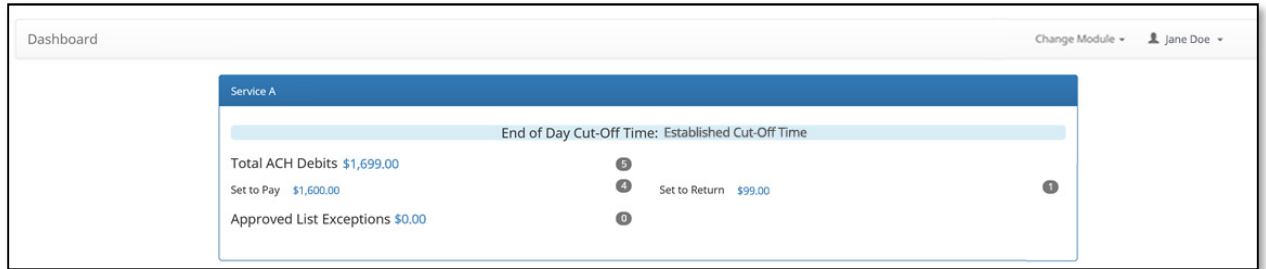 Dashboard Change Module Jane Doe
Service A
End of Day Cut-Off Time: Established Cut-Off Time
Total ACH Debits $1,699.00 5
Set to Pay $1,600.00 4 Set to Return $99.00 1
Approved List Exceptions $0.00 0